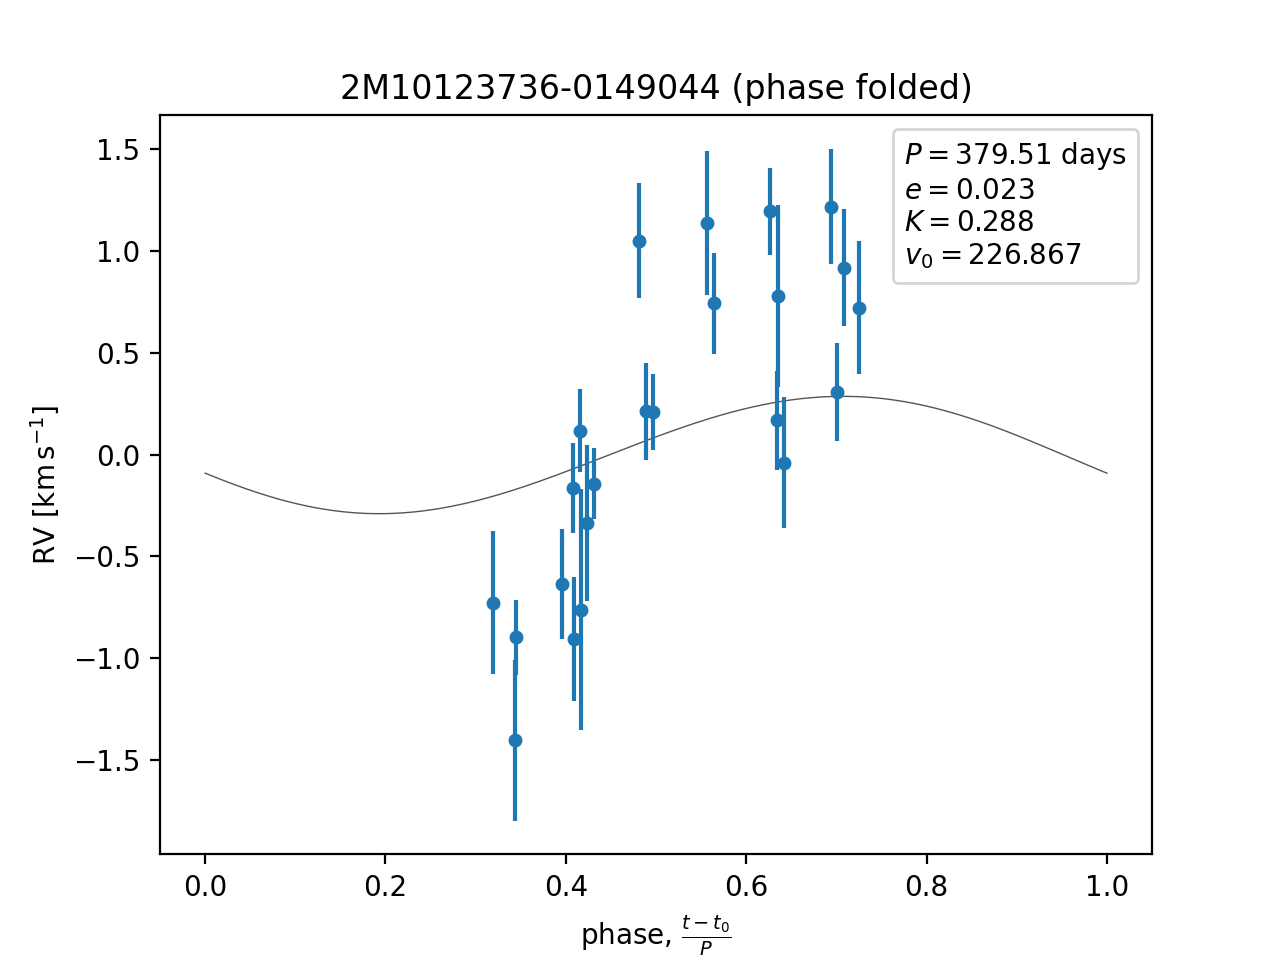 2M10123736-0149044 (phase folded)
P = 379.51 days
e = 0.023
K = 0.288
v₀ = 226.867
RV [km s⁻¹]
1.5
1.0
0.5
0.0
−0.5
−1.0
−1.5
0.0 0.2 0.4 0.6 0.8 1.0
phase, (t − t₀)/P